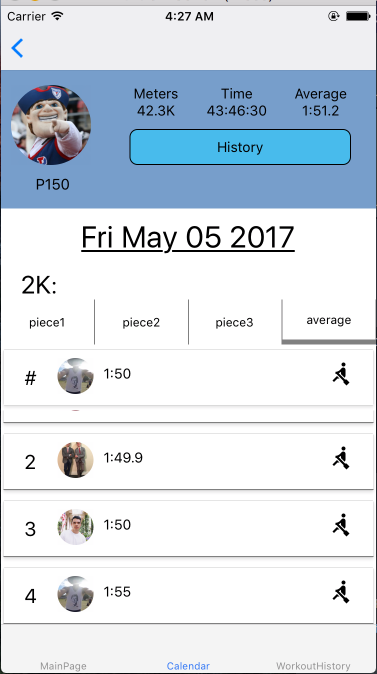 Carrier 4:27 AM
Meters Time Average
42.3K 43:46:30 1:51.2
History
P150
Fri May 05 2017
2K:
piece1 piece2 piece3 average
# 1:50
2 1:49.9
3 1:50
4 1:55
MainPage Calendar WorkoutHistory